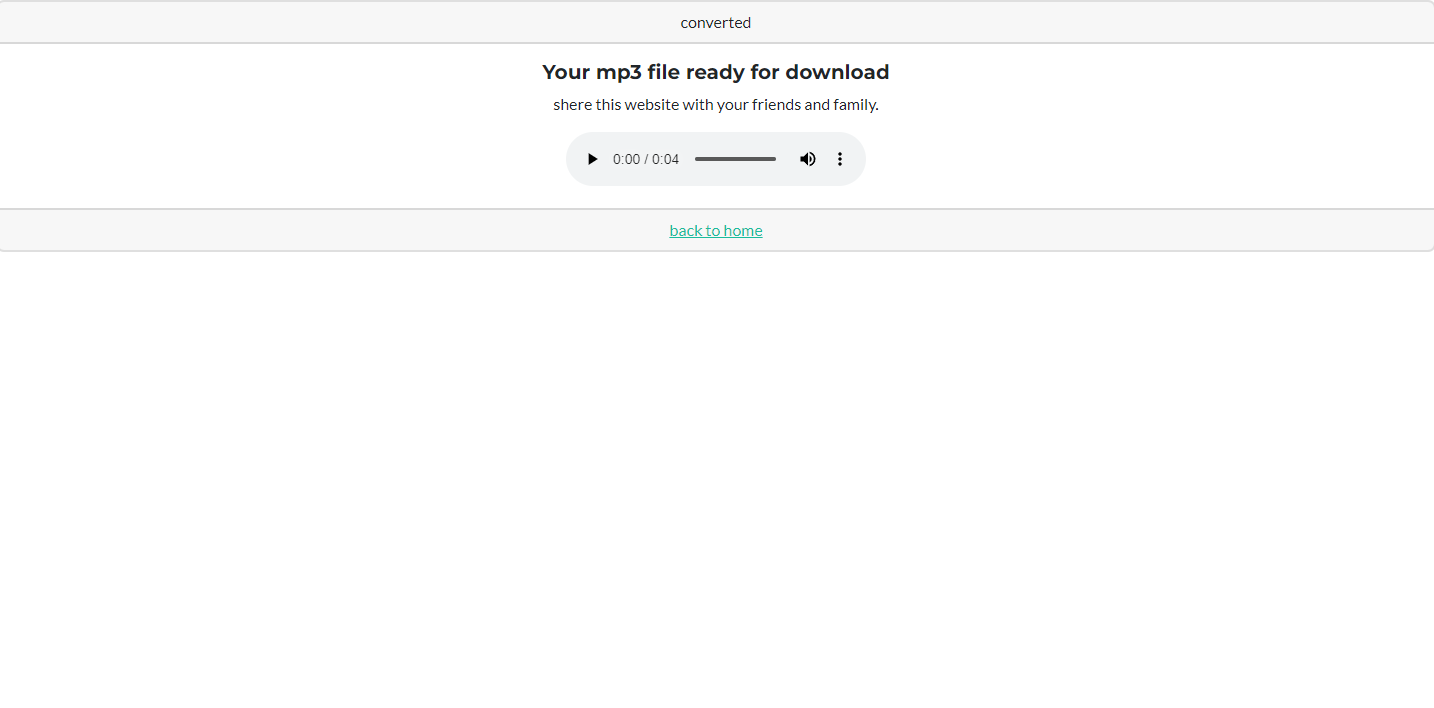 converted
Your mp3 file ready for download
shere this website with your friends and family.
0:00 / 0:04
back to home